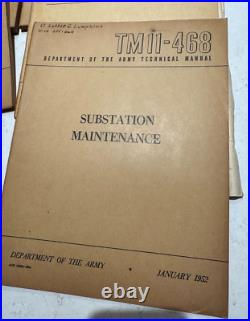 TM 11-468
DEPARTMENT OF THE ARMY TECHNICAL MANUAL
SUBSTATION
MAINTENANCE
DEPARTMENT OF THE ARMY
JANUARY 1952